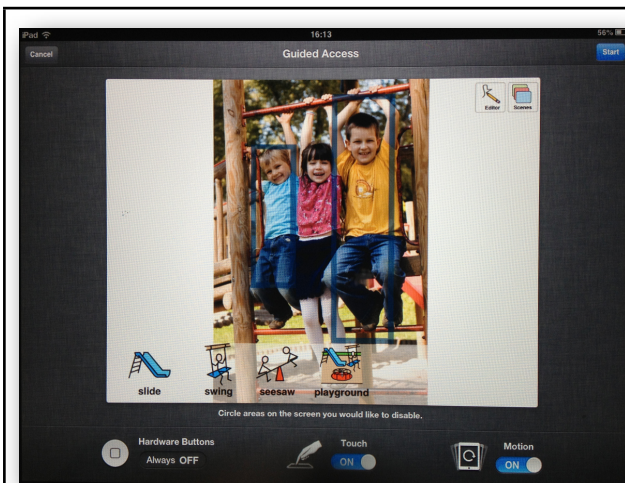 iPad 16:13 56%
Cancel Guided Access Start
Editor Scenes
slide swing seesaw playground
Circle areas on the screen you would like to disable.
Hardware Buttons Touch Motion
Always OFF ON ON